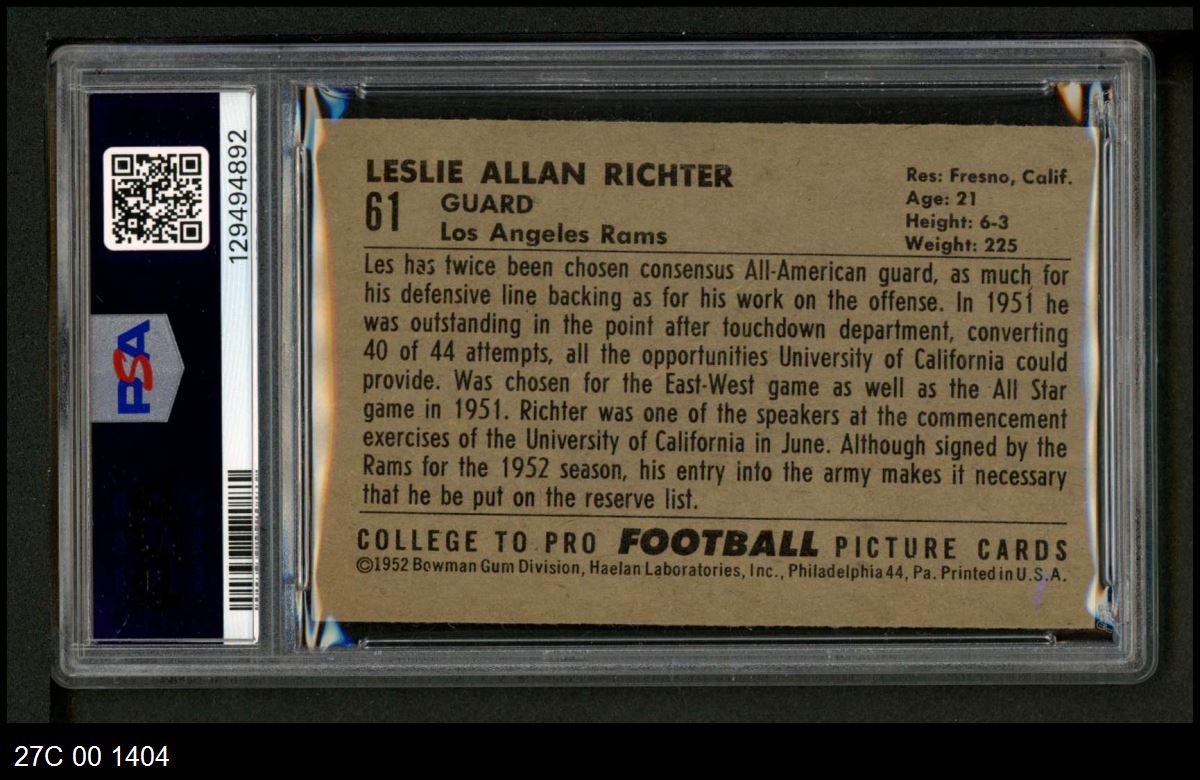 129494892
PSA
LESLIE ALLAN RICHTER
61 GUARD
Los Angeles Rams
Res: Fresno, Calif.
Age: 21
Height: 6-3
Weight: 225
Les has twice been chosen consensus All-American guard, as much for
his defensive line backing as for his work on the offense. In 1951 he
was outstanding in the point after touchdown department, converting
40 of 44 attempts, all the opportunities University of California could
provide. Was chosen for the East-West game as well as the All Star
game in 1951. Richter was one of the speakers at the commencement
exercises of the University of California in June. Although signed by the
Rams for the 1952 season, his entry into the army makes it necessary
that he be put on the reserve list.
COLLEGE TO PRO FOOTBALL PICTURE CARDS
©1952 Bowman Gum Division, Haelan Laboratories, Inc., Philadelphia 44, Pa. Printed in U.S.A.
27C 00 1404